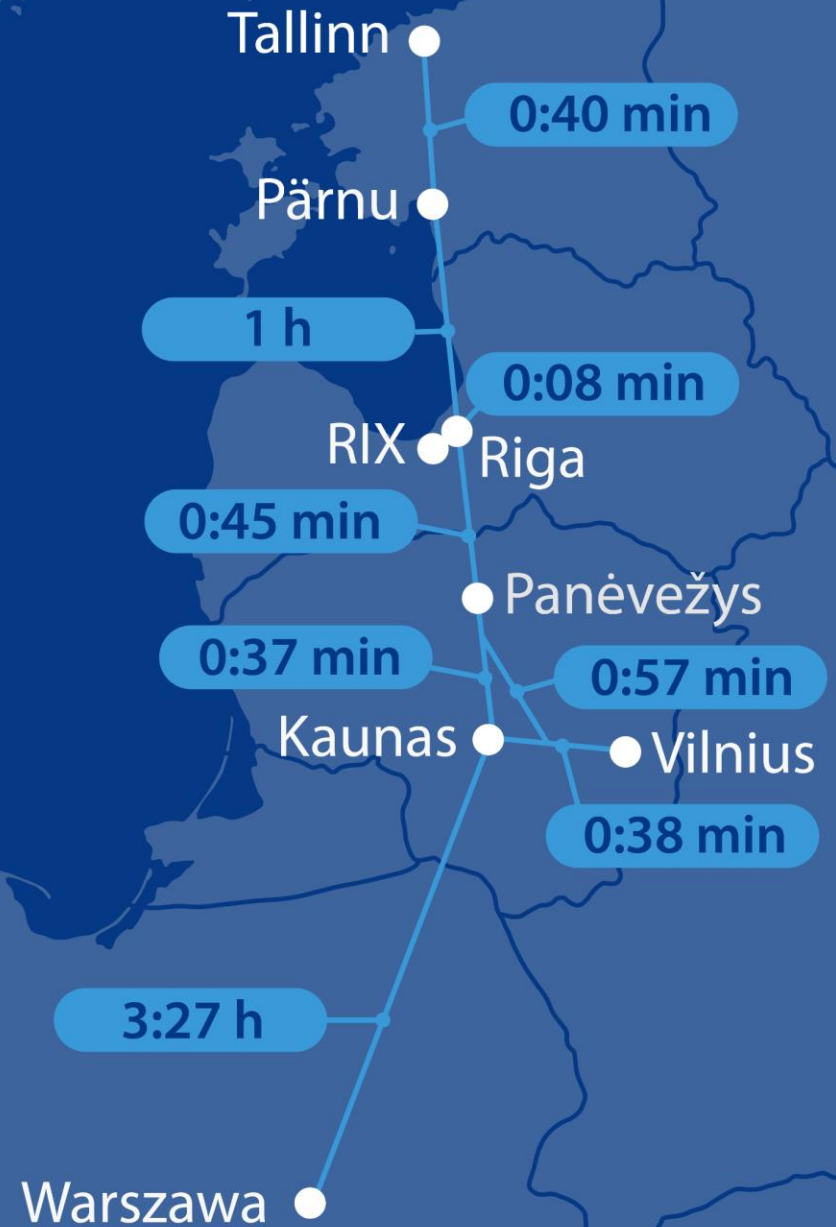 Tallinn
0:40 min
Pärnu
1 h
0:08 min
RIX
Riga
0:45 min
Panėvežys
0:37 min
0:57 min
Kaunas
Vilnius
0:38 min
3:27 h
Warszawa